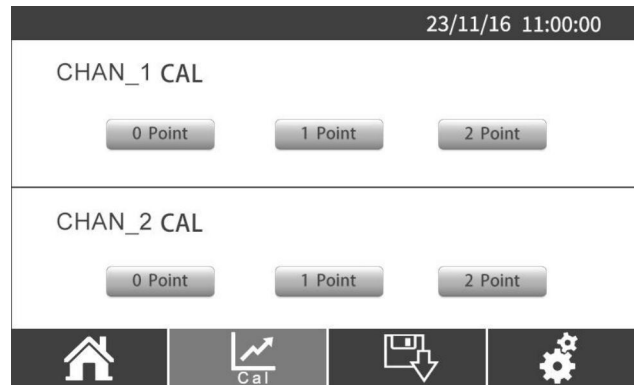 23/11/16 11:00:00
CHAN_1 CAL
0 Point 1 Point 2 Point
CHAN_2 CAL
0 Point 1 Point 2 Point
Cal